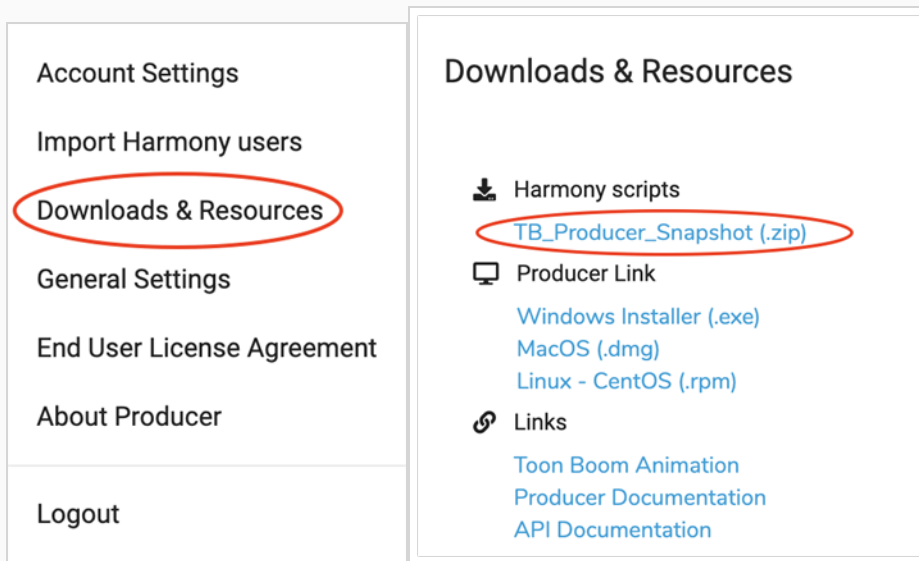 Account Settings
Import Harmony users
Downloads & Resources
General Settings
End User License Agreement
About Producer
Logout
Downloads & Resources
Harmony scripts
TB_Producer_Snapshot (.zip)
Producer Link
Windows Installer (.exe)
MacOS (.dmg)
Linux - CentOS (.rpm)
Links
Toon Boom Animation
Producer Documentation
API Documentation